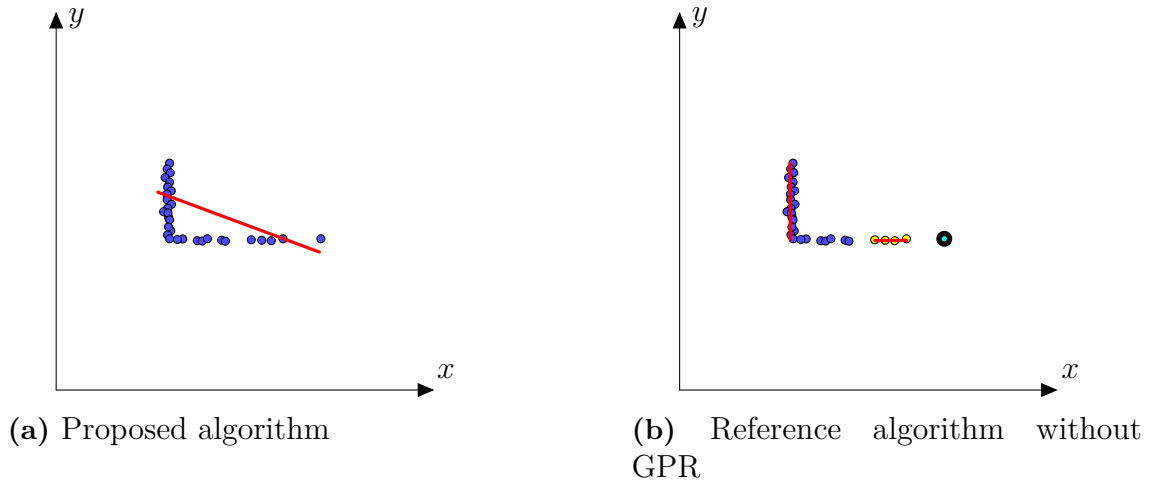 y
x
(a) Proposed algorithm
y
x
(b) Reference algorithm without
GPR